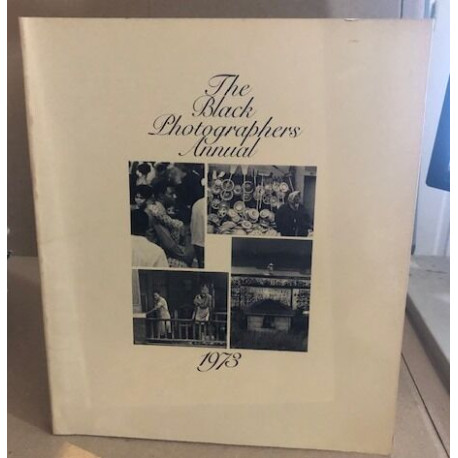 The
Black
Photographers
Annual
1973